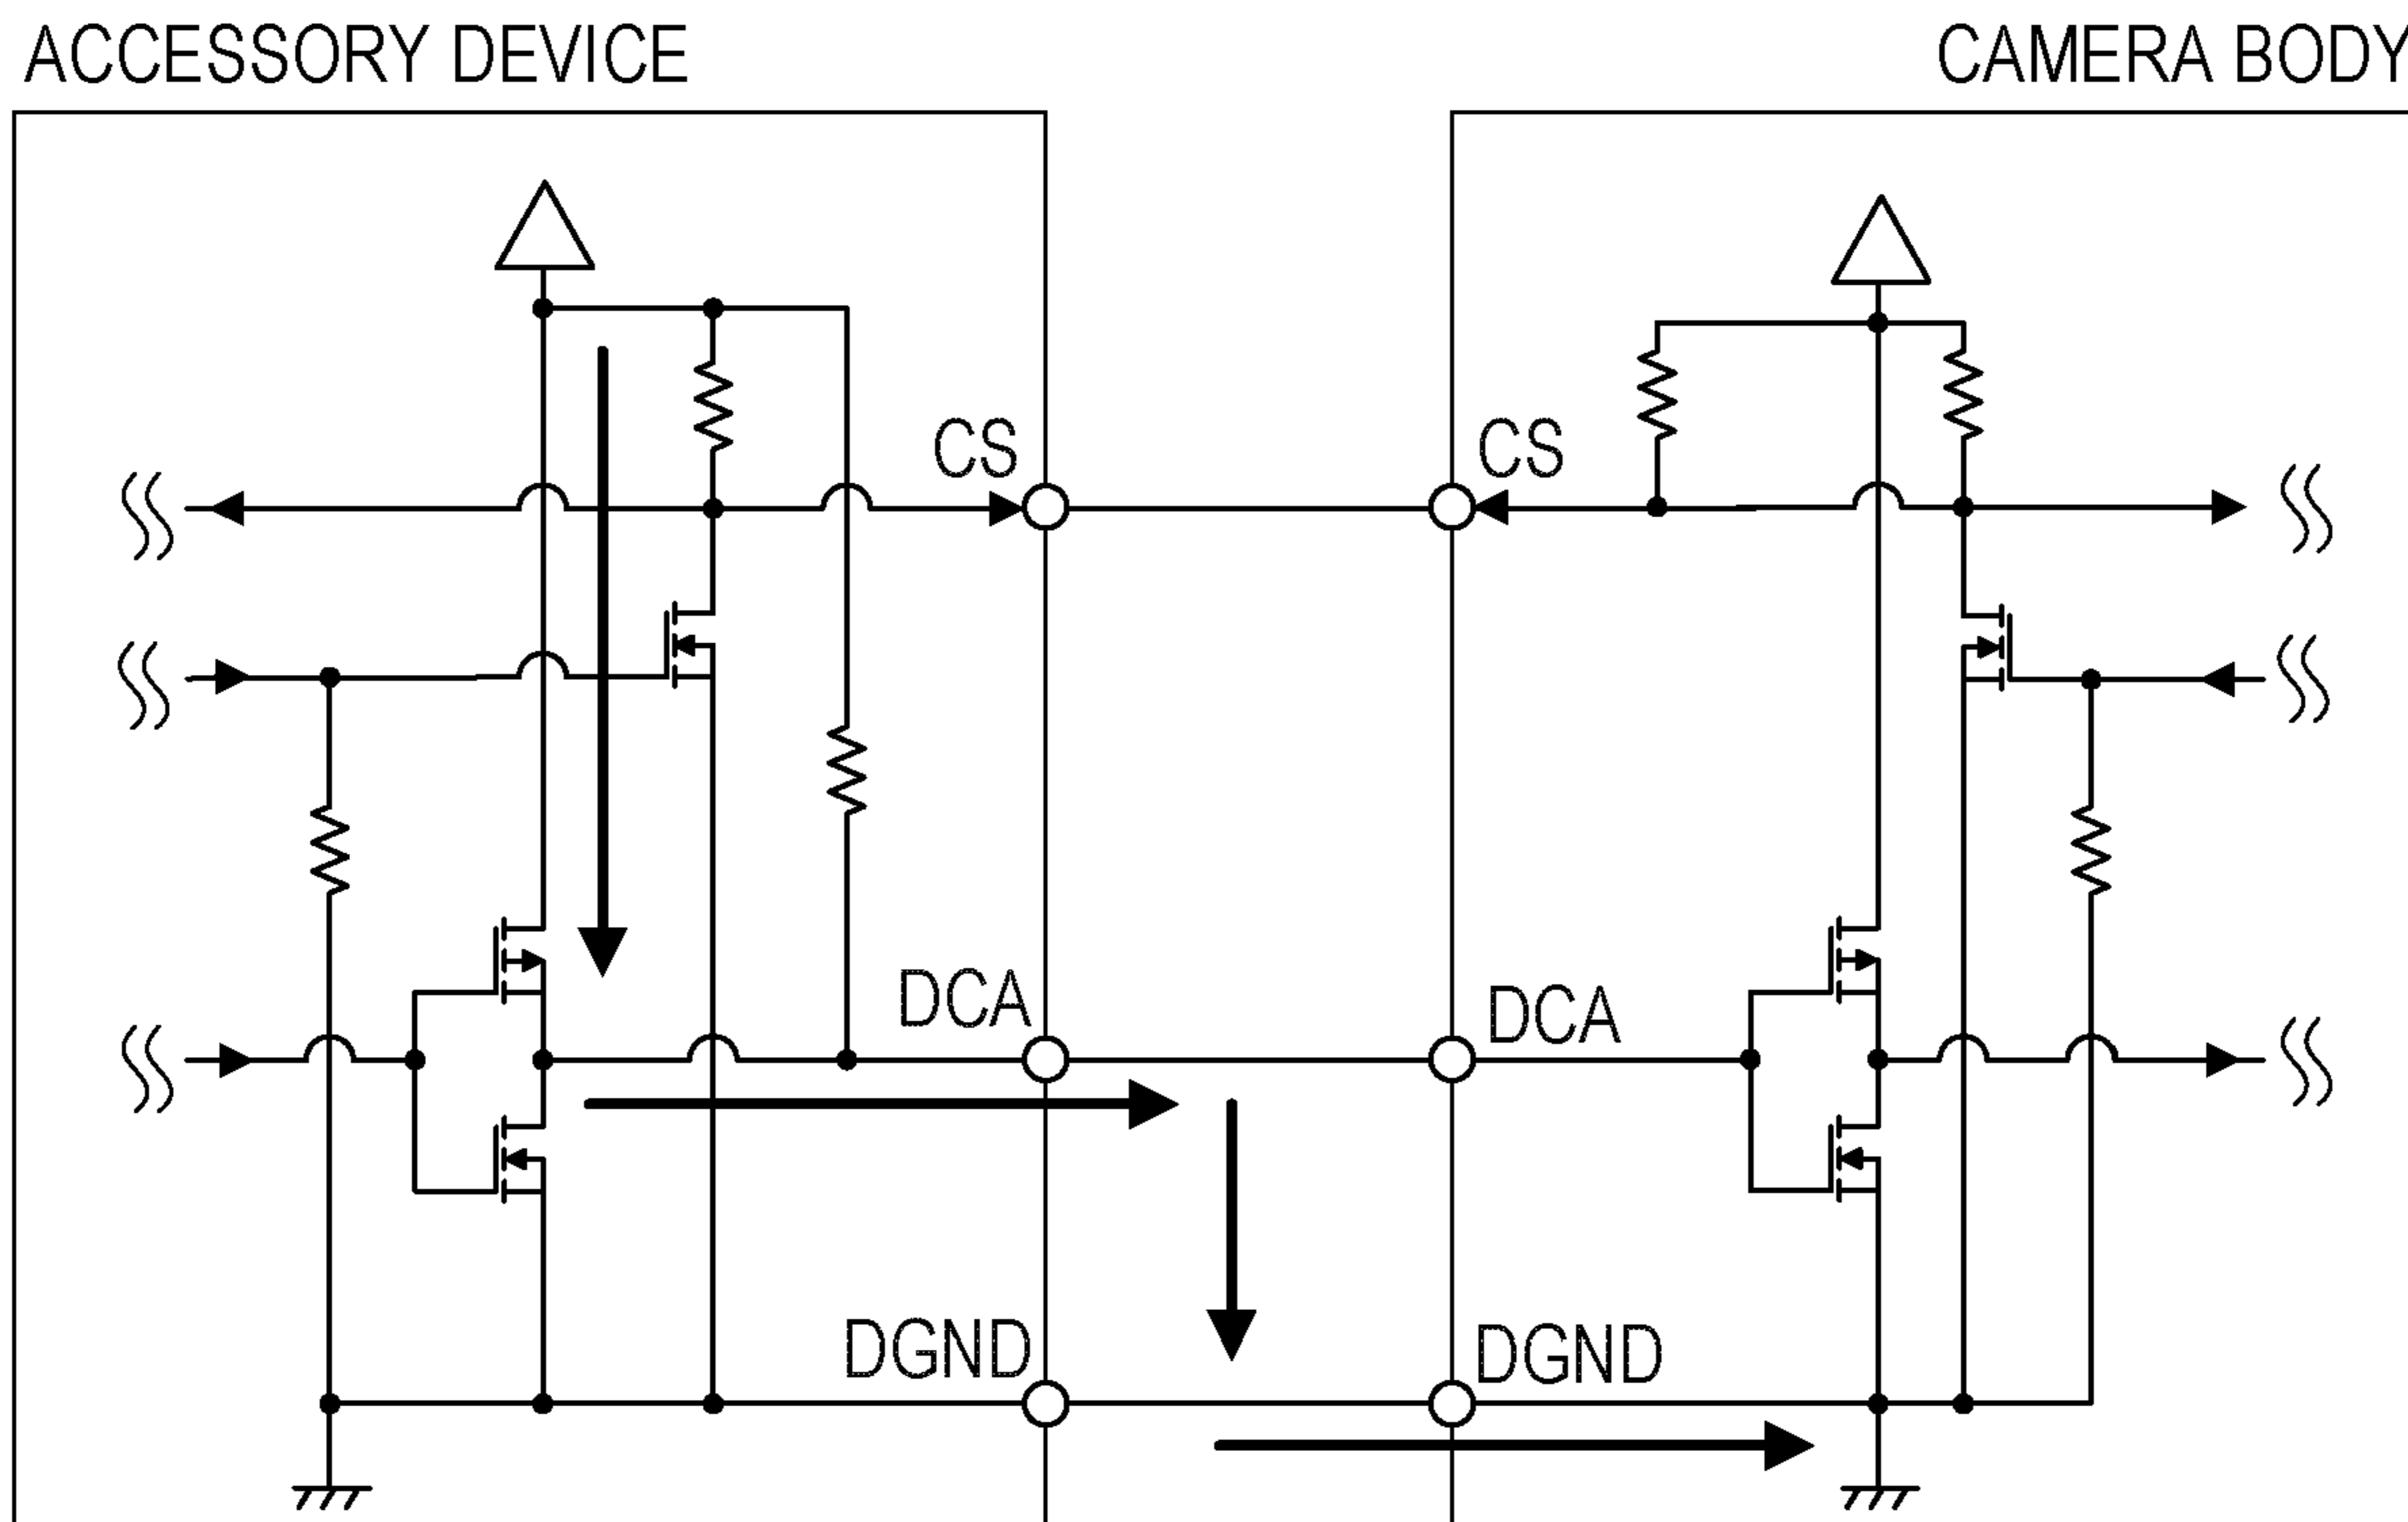 ACCESSORY DEVICE
CAMERA BODY
CS
CS
DCA
DCA
DGND
DGND